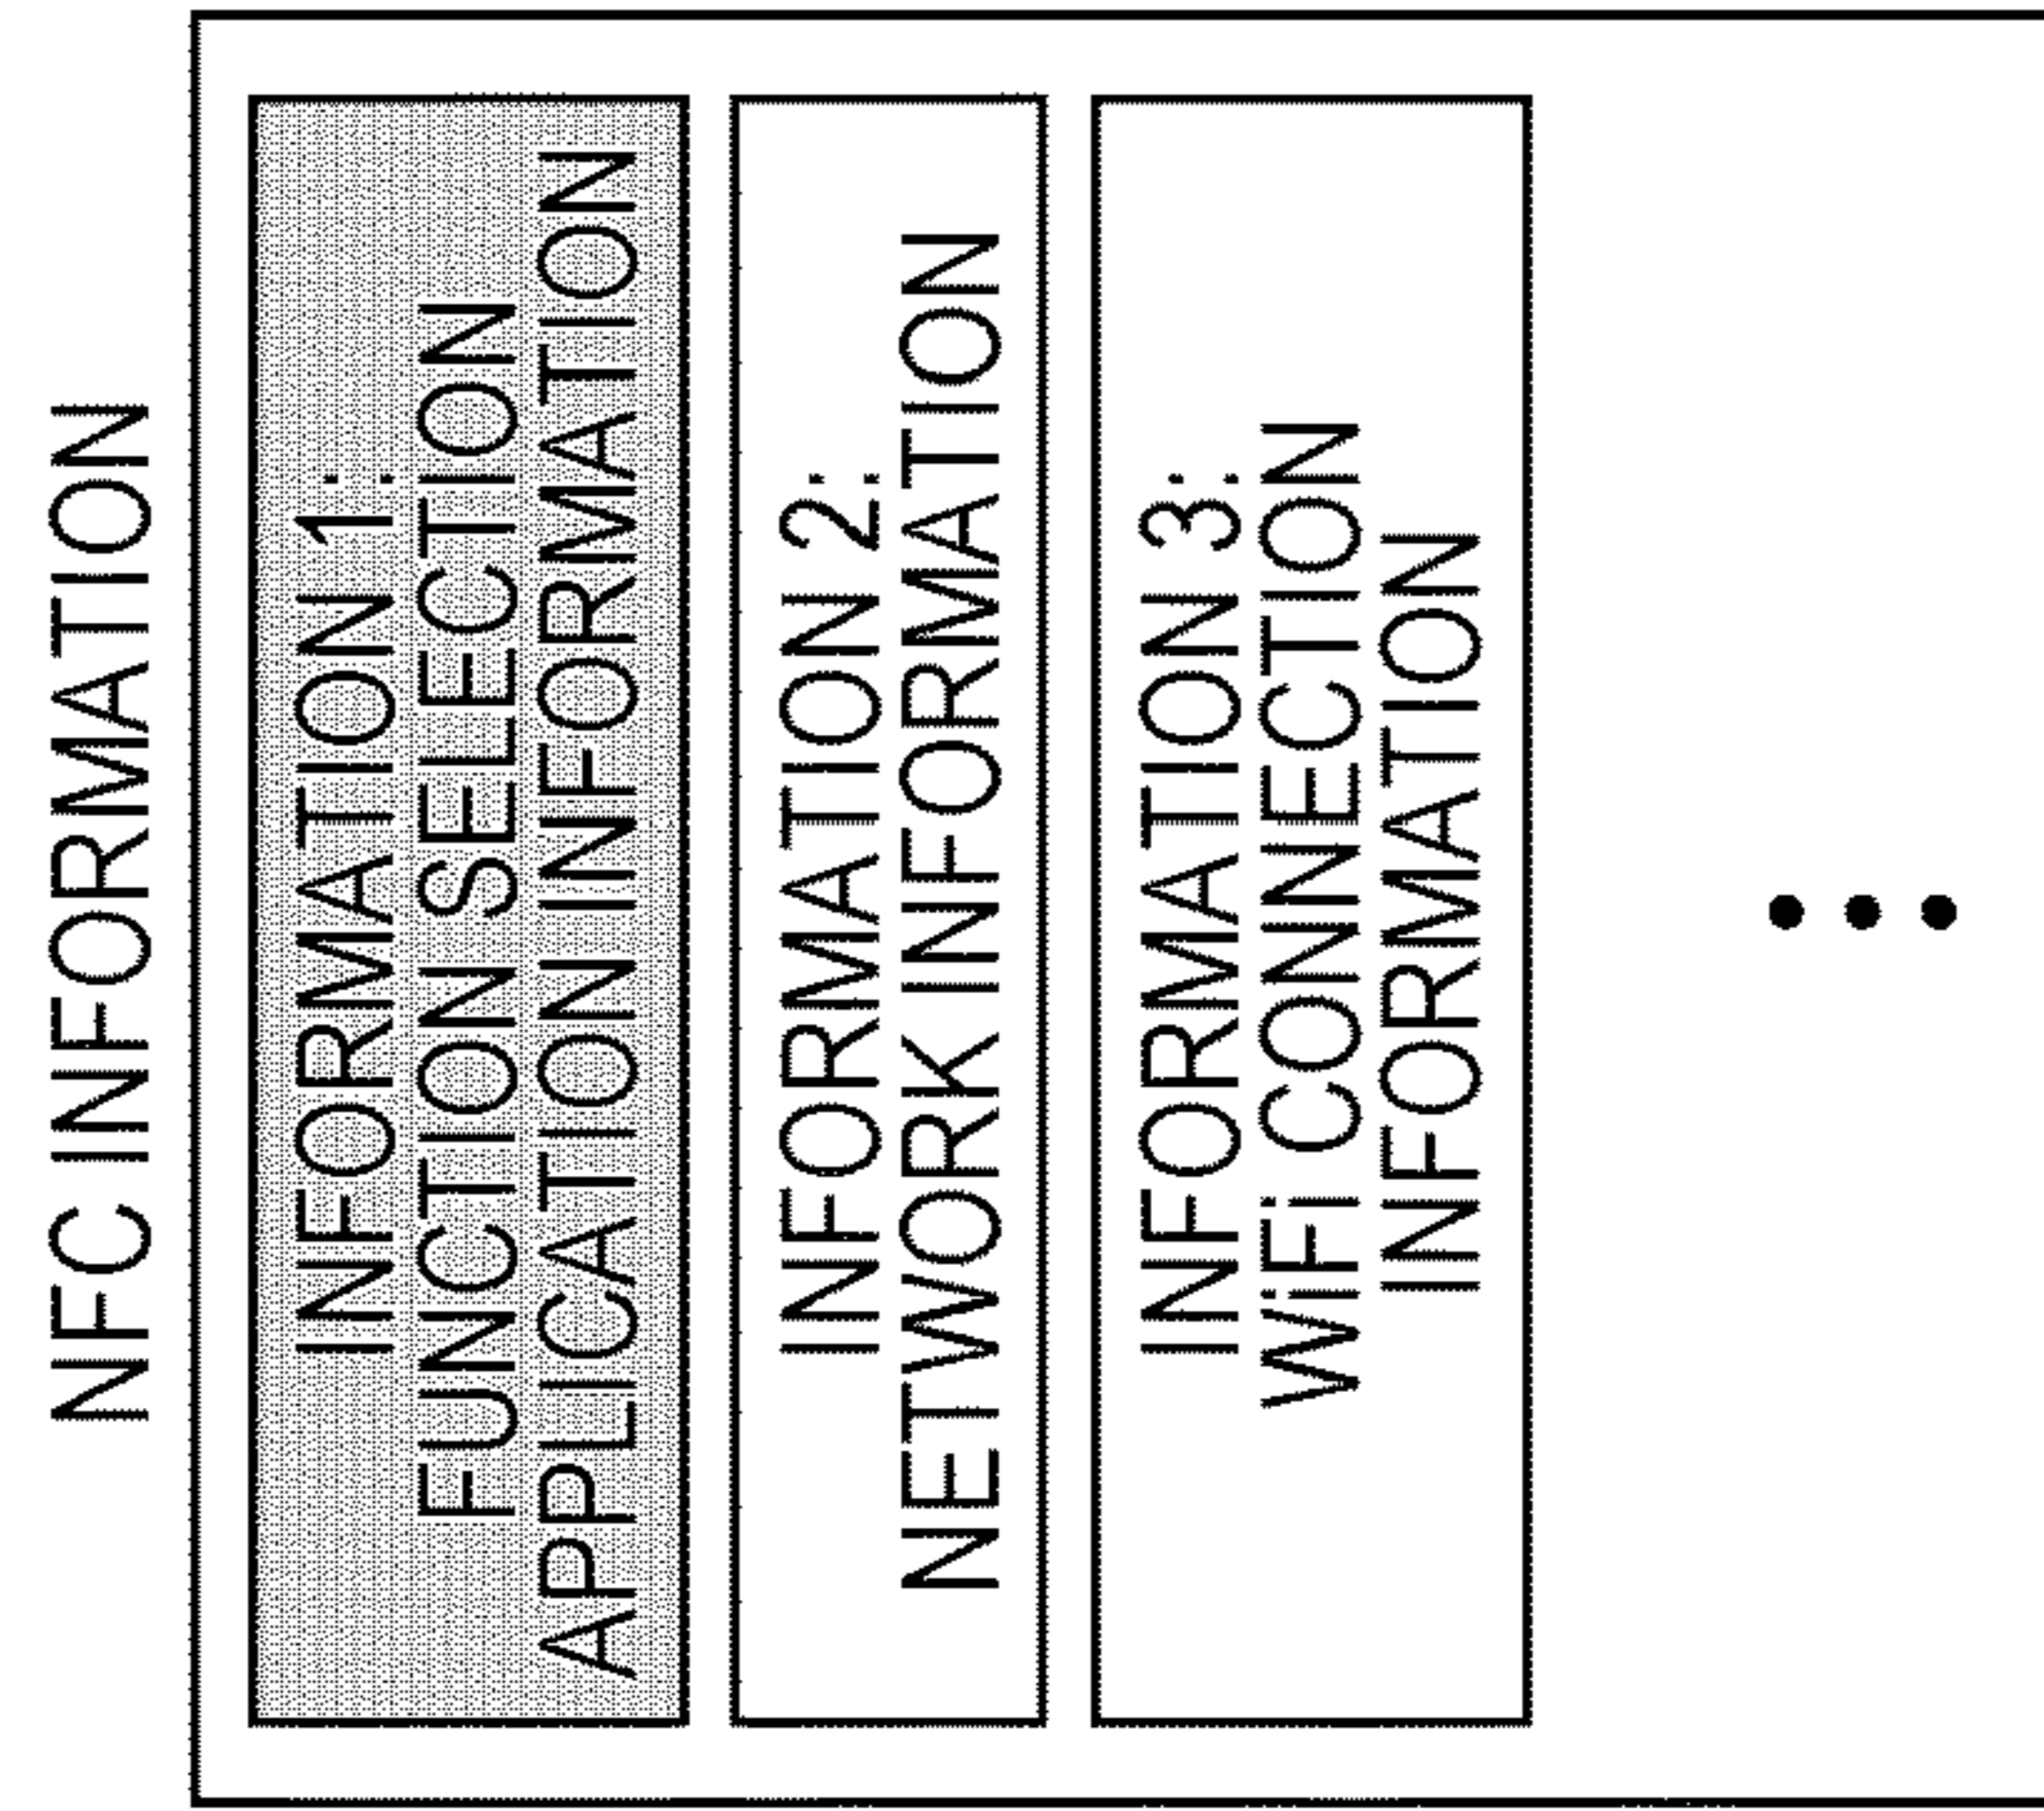 NFC INFORMATION
INFORMATION 1:
FUNCTION SELECTION
APPLICATION INFORMATION
INFORMATION 2:
NETWORK INFORMATION
INFORMATION 3:
WiFi CONNECTION
INFORMATION